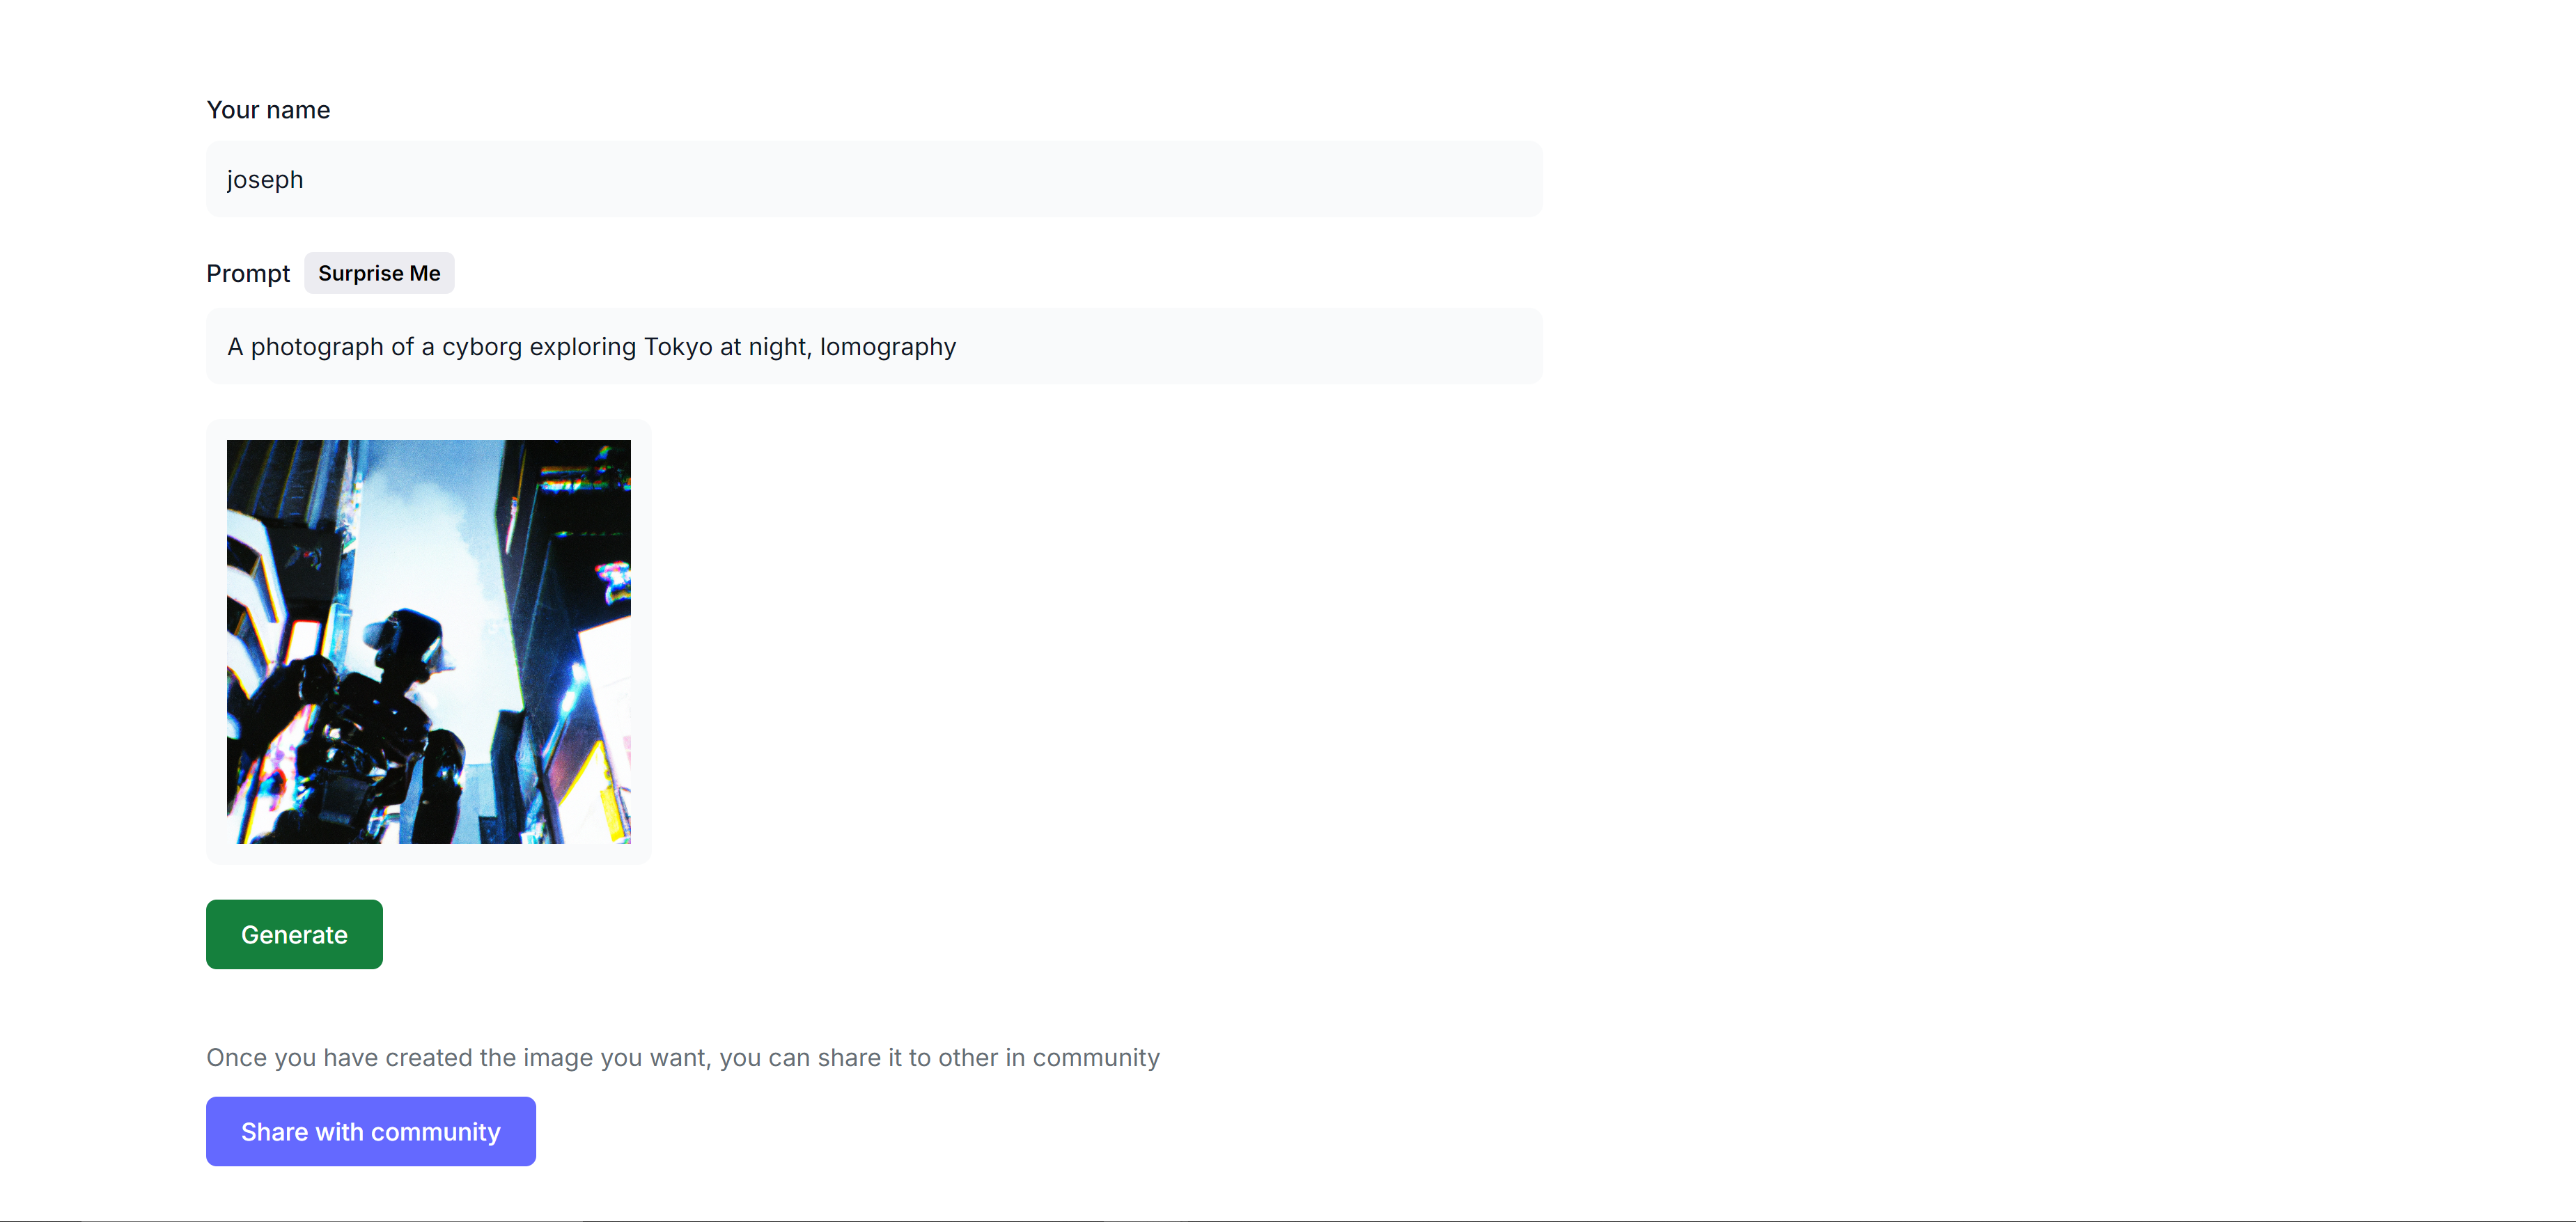 Your name
joseph
Prompt Surprise Me
A photograph of a cyborg exploring Tokyo at night, lomography
Generate
Once you have created the image you want, you can share it to other in community
Share with community